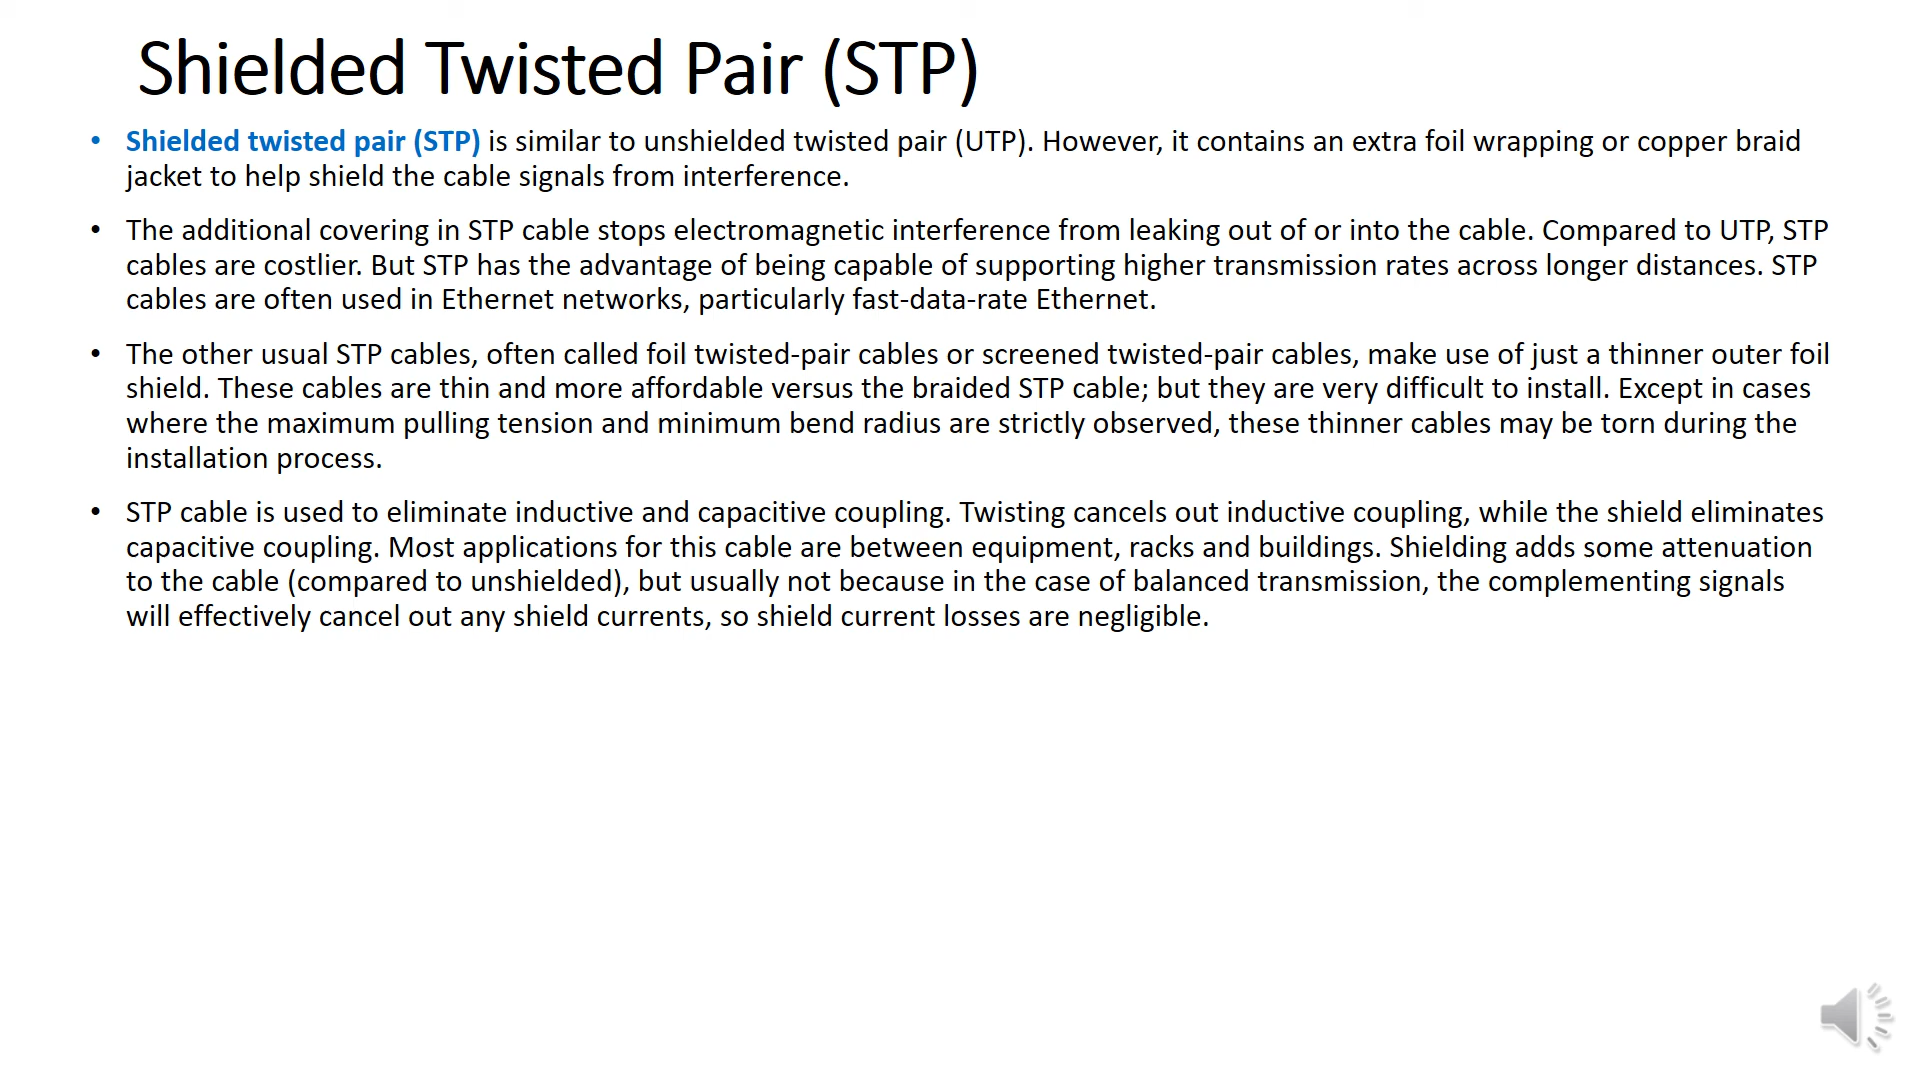 Shielded Twisted Pair (STP)
• Shielded twisted pair (STP) is similar to unshielded twisted pair (UTP). However, it contains an extra foil wrapping or copper braid
jacket to help shield the cable signals from interference.
• The additional covering in STP cable stops electromagnetic interference from leaking out of or into the cable. Compared to UTP, STP
cables are costlier. But STP has the advantage of being capable of supporting higher transmission rates across longer distances. STP
cables are often used in Ethernet networks, particularly fast-data-rate Ethernet.
• The other usual STP cables, often called foil twisted-pair cables or screened twisted-pair cables, make use of just a thinner outer foil
shield. These cables are thin and more affordable versus the braided STP cable; but they are very difficult to install. Except in cases
where the maximum pulling tension and minimum bend radius are strictly observed, these thinner cables may be torn during the
installation process.
• STP cable is used to eliminate inductive and capacitive coupling. Twisting cancels out inductive coupling, while the shield eliminates
capacitive coupling. Most applications for this cable are between equipment, racks and buildings. Shielding adds some attenuation
to the cable (compared to unshielded), but usually not because in the case of balanced transmission, the complementing signals
will effectively cancel out any shield currents, so shield current losses are negligible.